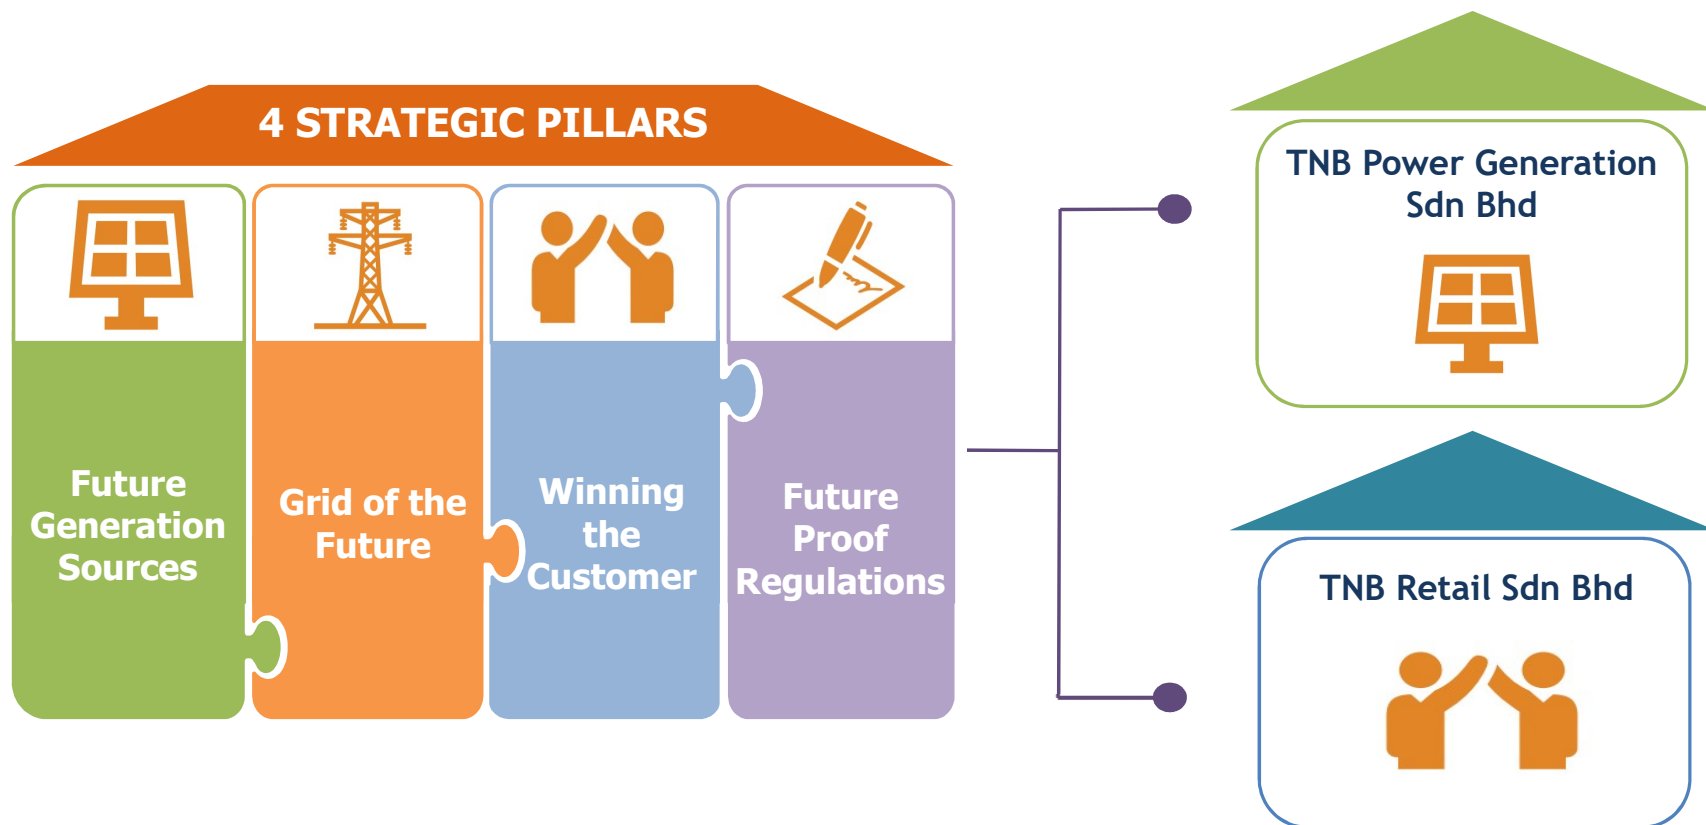 4 STRATEGIC PILLARS
Future
Generation
Sources
Grid of the
Future
Winning
the
Customer
Future
Proof
Regulations
TNB Power Generation
Sdn Bhd
TNB Retail Sdn Bhd